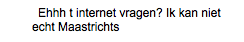 Ehhh t internet vragen? Ik kan niet
echt Maastrichts